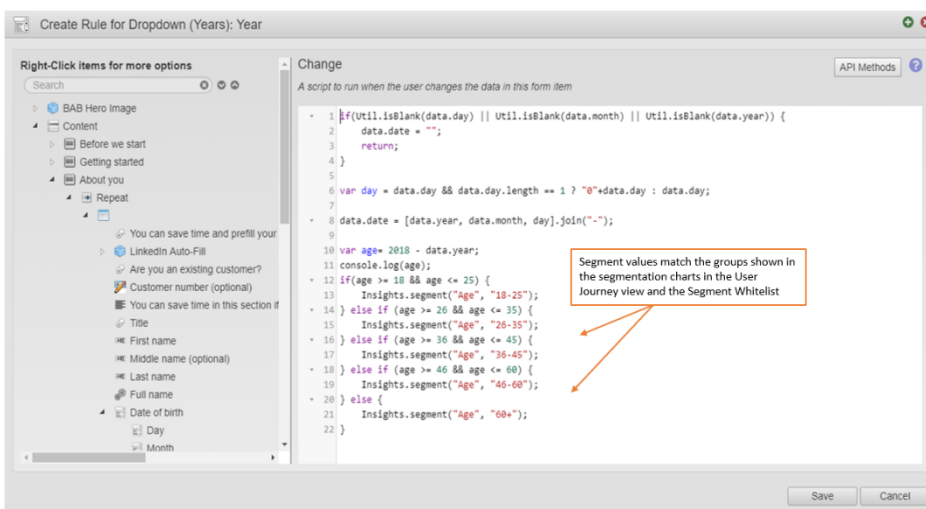 Create Rule for Dropdown (Years): Year
Right-Click items for more options
Search
BAB Hero Image
Content
Before we start
Getting started
About you
Repeat
You can save time and prefill your
LinkedIn Auto-Fill
Are you an existing customer?
Customer number (optional)
You can save time in this section if
Title
First name
Middle name (optional)
Last name
Full name
Date of birth
Day
Month
Change
API Methods
A script to run when the user changes the data in this form item
1 if(Util.isBlank(data.day) || Util.isBlank(data.month) || Util.isBlank(data.year)) {
2 data.date = "";
3 return;
4 }
5
6 var day = data.day && data.day.length == 1 ? "0"+data.day : data.day;
7
8 data.date = [data.year, data.month, day].join("-");
9
10 var age= 2018 - data.year;
11 console.log(age);
12 if(age >= 18 && age <= 25) {
13 Insights.segment("Age", "18-25");
14 } else if (age >= 26 && age <= 35) {
15 Insights.segment("Age", "26-35");
16 } else if (age >= 36 && age <= 45) {
17 Insights.segment("Age", "36-45");
18 } else if (age >= 46 && age <= 60) {
19 Insights.segment("Age", "46-60");
20 } else {
21 Insights.segment("Age", "60+");
22 }
Segment values match the groups shown in
the segmentation charts in the User
Journey view and the Segment Whitelist
Save
Cancel